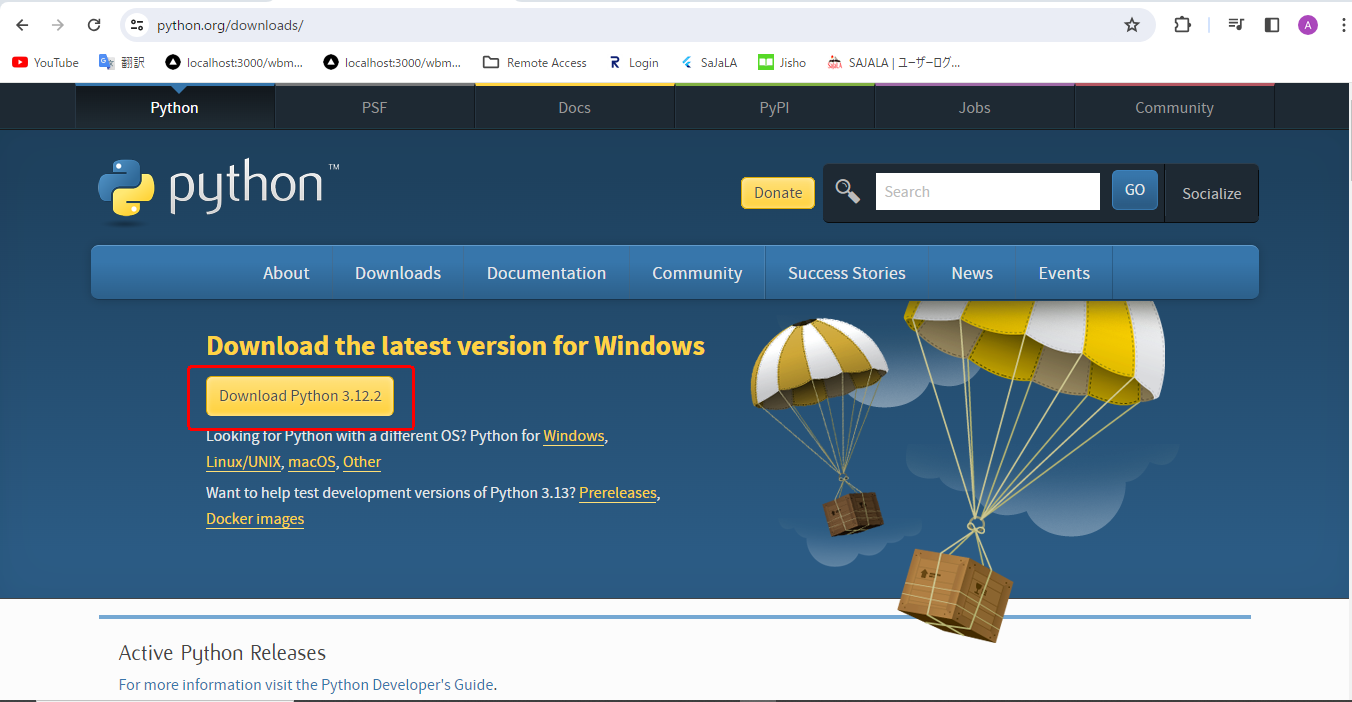 python.org/downloads/
A
YouTube 翻訳 localhost:3000/wbm... localhost:3000/wbm... Remote Access Login SaJaLA Jisho SAJALA | ユーザーログ...
Python PSF Docs PyPI Jobs Community
python™
Donate Search GO Socialize
About Downloads Documentation Community Success Stories News Events
Download the latest version for Windows
Download Python 3.12.2
Looking for Python with a different OS? Python for Windows,
Linux/UNIX, macOS, Other
Want to help test development versions of Python 3.13? Prereleases,
Docker images
Active Python Releases
For more information visit the Python Developer's Guide.